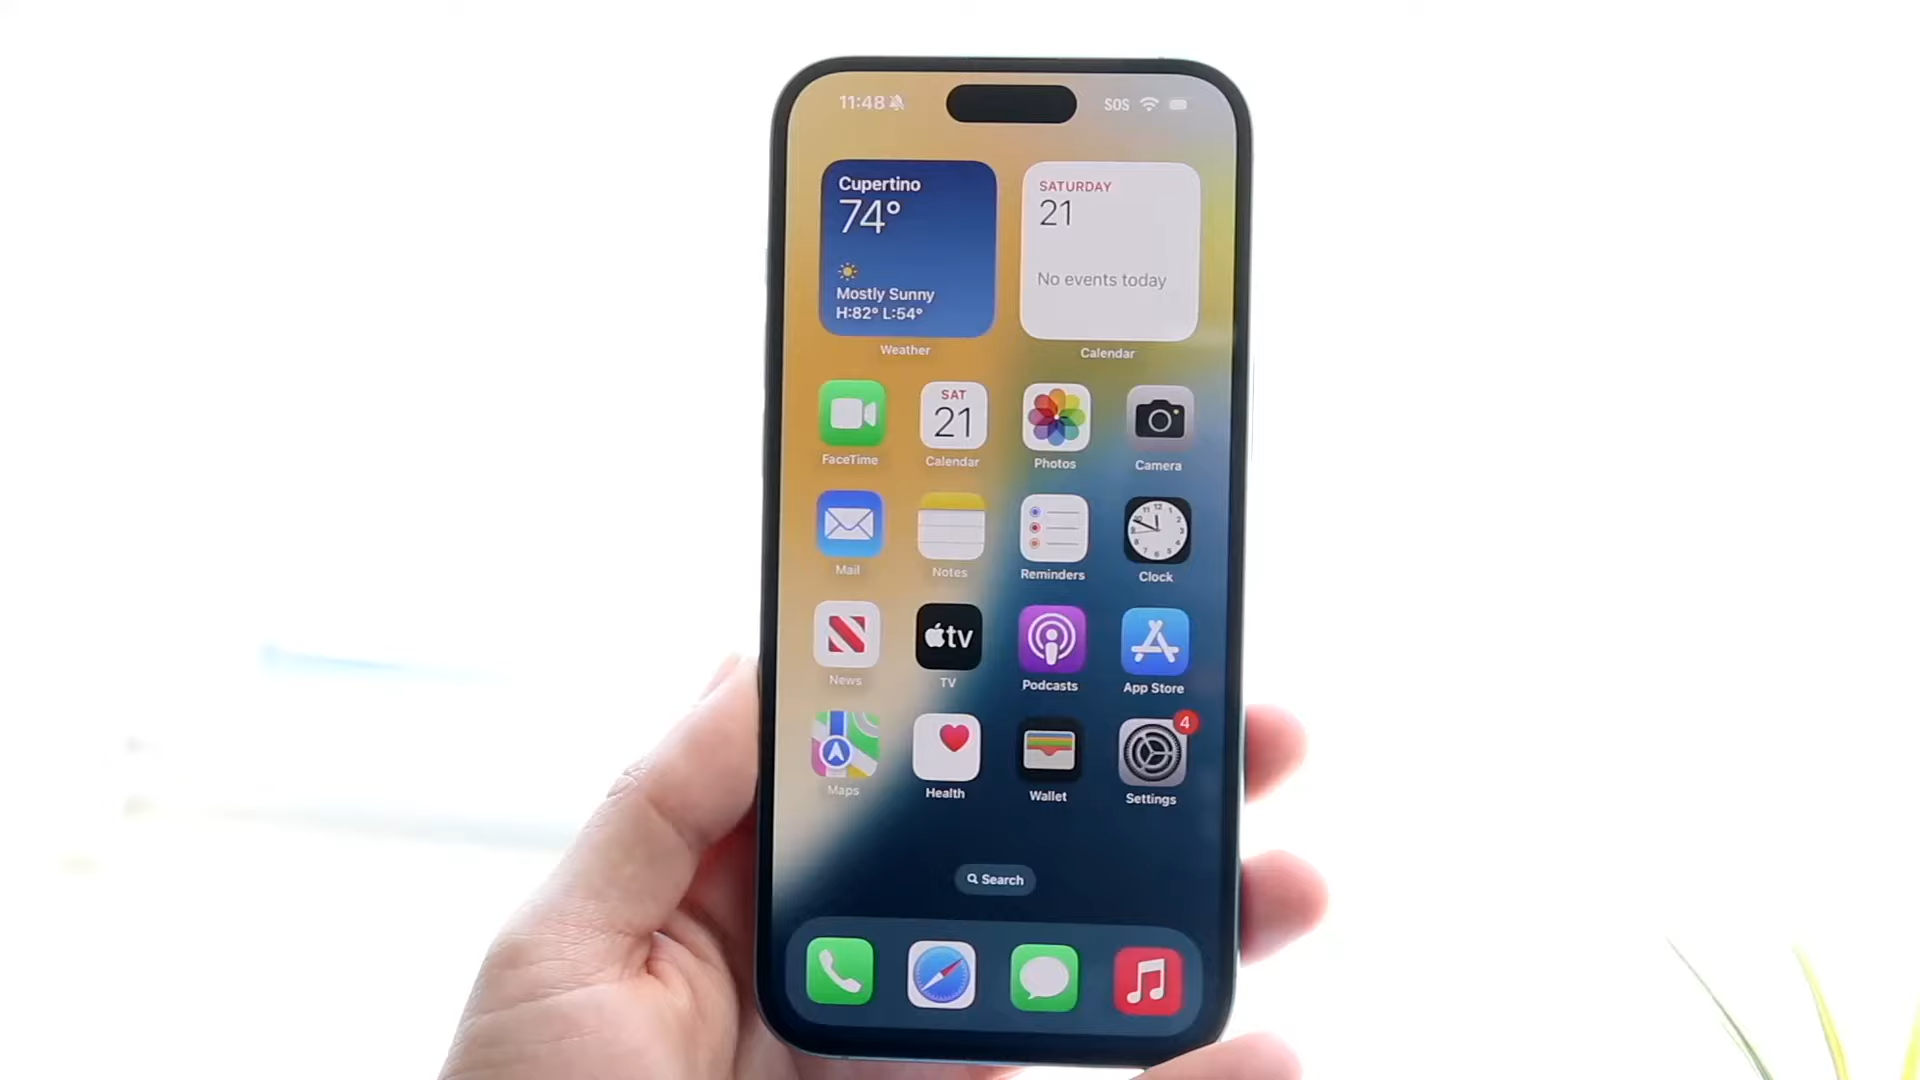 11:48 SOS
Cupertino
74°
Mostly Sunny
H:82° L:54°
Weather
SATURDAY
21
No events today
Calendar
SAT
21
FaceTime Calendar Photos Camera
12
Mail Notes Reminders Clock
tv
News TV Podcasts App Store
4
Maps Health Wallet Settings
Search